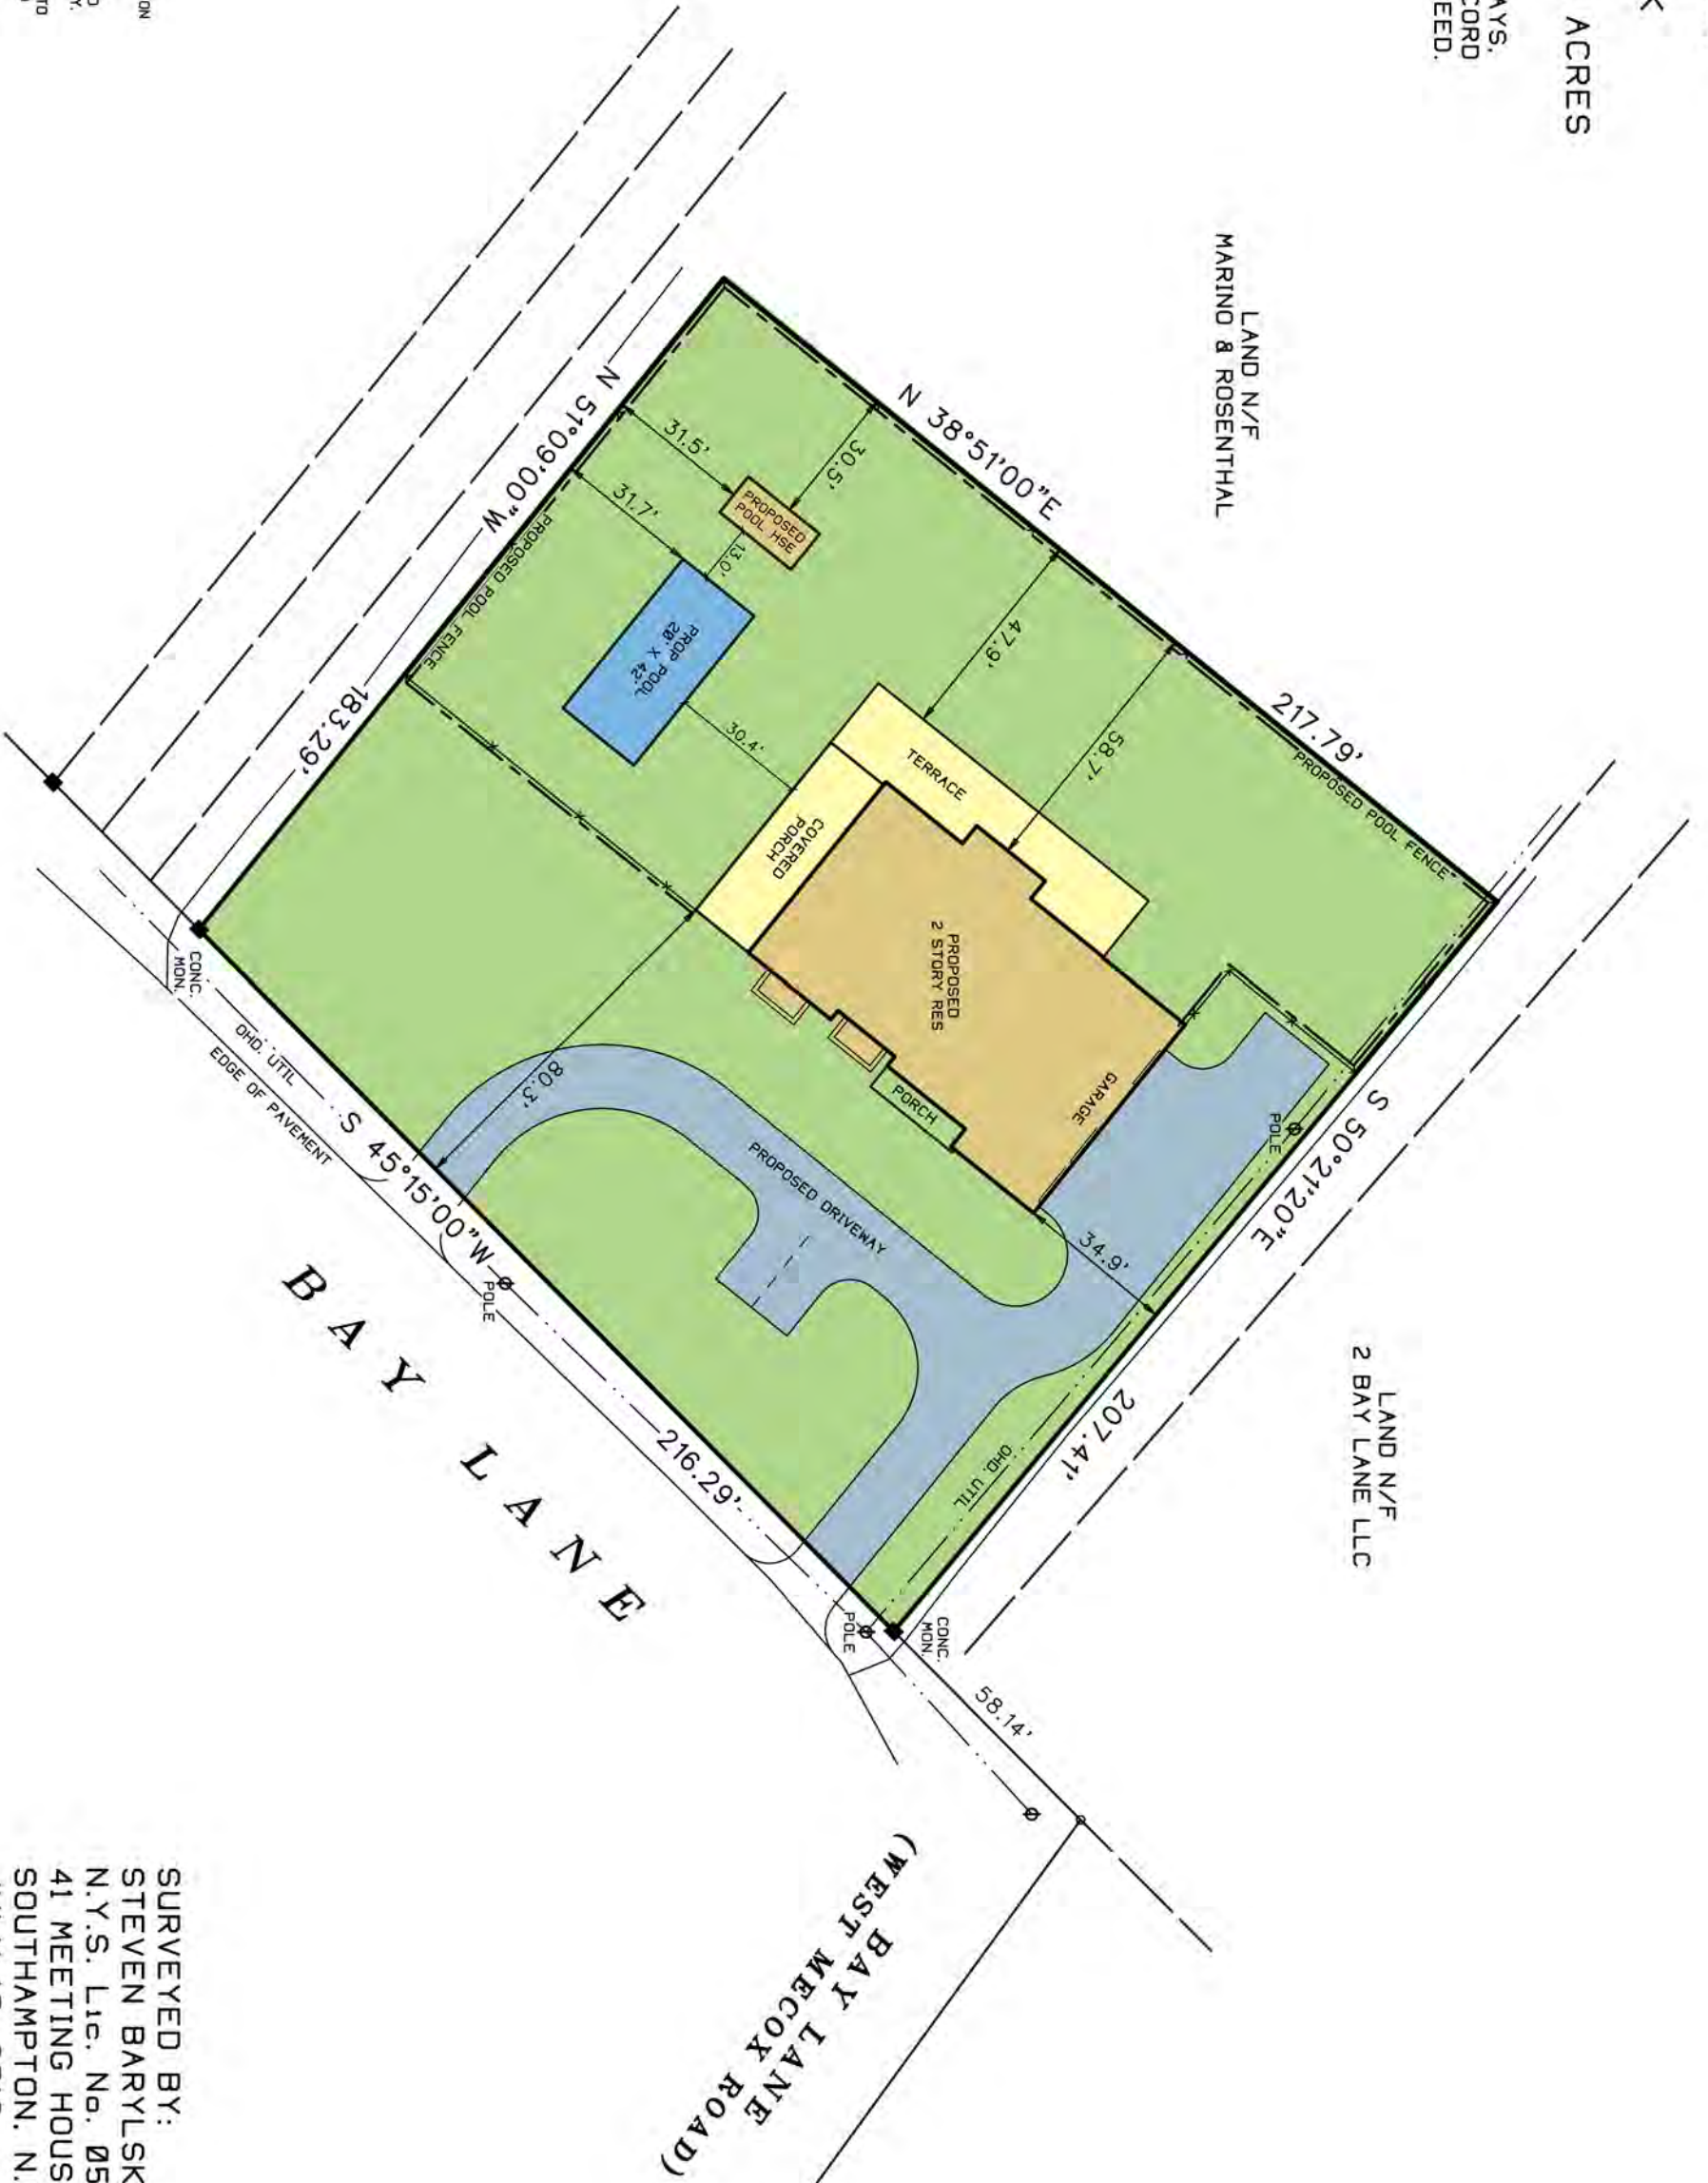 ACRES
AYS.
CORD
EED.
ON
Y.
TO
LAND N/F
MARINO & ROSENTHAL
N 38°51'00"E
217.79'
PROPOSED POOL FENCE
N 51°09'00"W
183.29'
PROPOSED POOL FENCE
31.5'
30.5'
PROPOSED
POOL HSE
31.7'
13.0'
PROP POOL
20' X 42'
47.9'
58.7'
30.4'
TERRACE
COVERED
PORCH
PROPOSED
2 STORY RES
GARAGE
PORCH
PROPOSED DRIVEWAY
80.3'
34.9'
POLE
S 50°21'20"E
207.41'
OHD. UTIL
LAND N/F
2 BAY LANE LLC
CONC.
MON.
OHD. UTIL
EDGE OF PAVEMENT
S 45°15'00"W
POLE
216.29'
POLE
CONC.
MON.
58.14'
BAY LANE
BAY LANE
(WEST MECOX ROAD)
SURVEYED BY:
STEVEN BARYLSK
N.Y.S. Lic. No. 05
41 MEETING HOUS
SOUTHAMPTON. N.